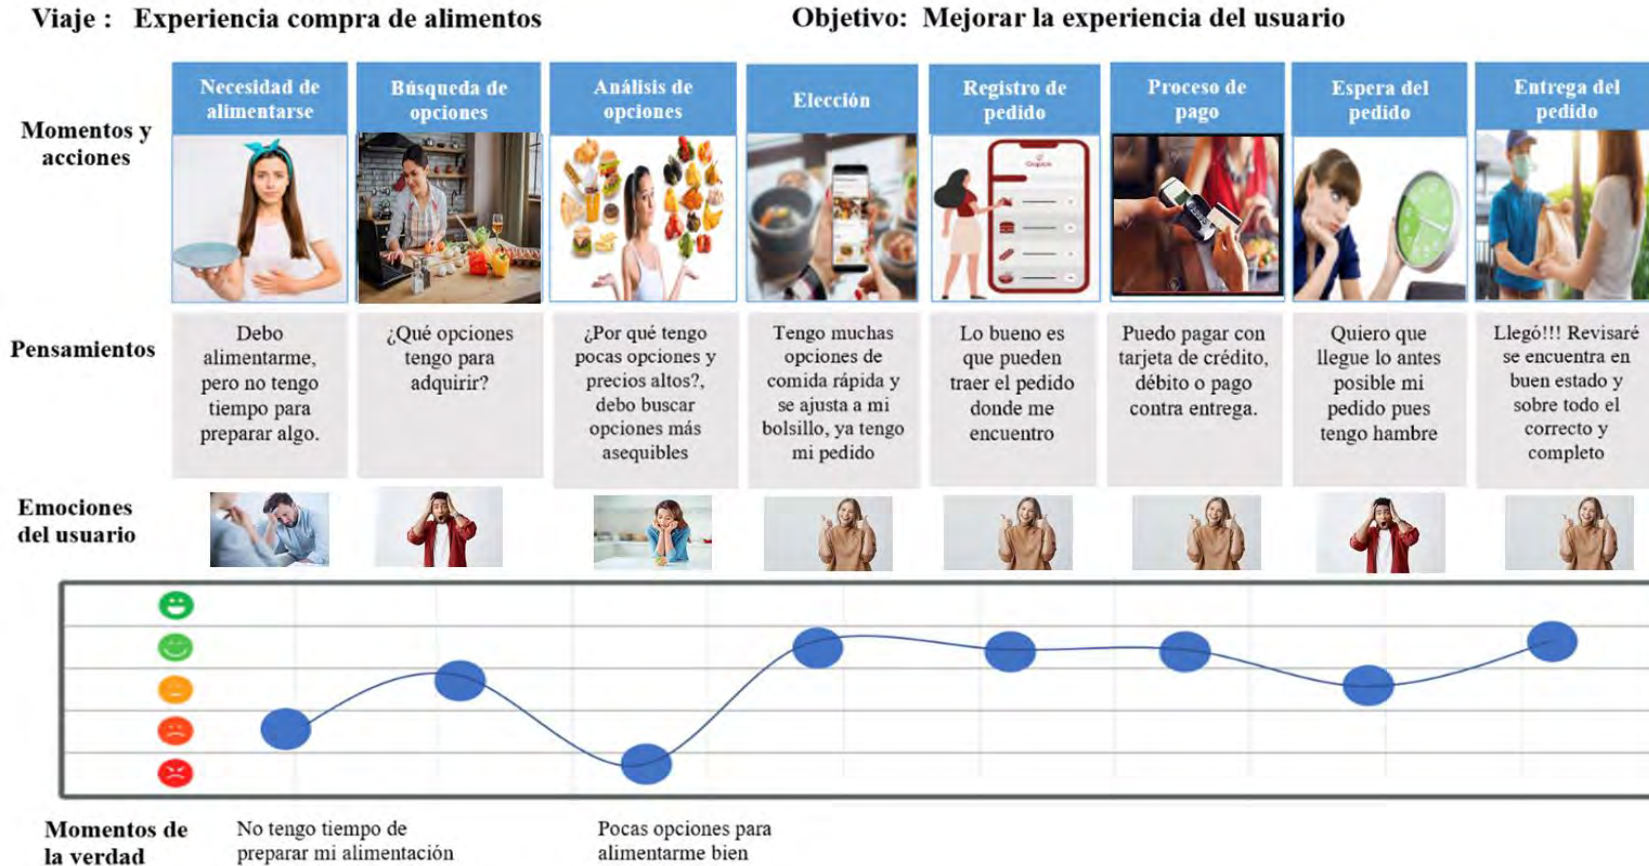 Viaje : Experiencia compra de alimentos
Objetivo: Mejorar la experiencia del usuario
Momentos y
acciones
Necesidad de
alimentarse
Búsqueda de
opciones
Análisis de
opciones
Elección
Registro de
pedido
Proceso de
pago
Espera del
pedido
Entrega del
pedido
Pensamientos
Debo
alimentarme,
pero no tengo
tiempo para
preparar algo.
¿Qué opciones
tengo para
adquirir?
¿Por qué tengo
pocas opciones y
precios altos?,
debo buscar
opciones más
asequibles
Tengo muchas
opciones de
comida rápida y
se ajusta a mi
bolsillo, ya tengo
mi pedido
Lo bueno es
que pueden
traer el pedido
donde me
encuentro
Puedo pagar con
tarjeta de crédito,
débito o pago
contra entrega.
Quiero que
llegue lo antes
posible mi
pedido pues
tengo hambre
Llegó!!! Revisaré
se encuentra en
buen estado y
sobre todo el
correcto y
completo
Emociones
del usuario
Momentos de
la verdad
No tengo tiempo de
preparar mi alimentación
Pocas opciones para
alimentarme bien